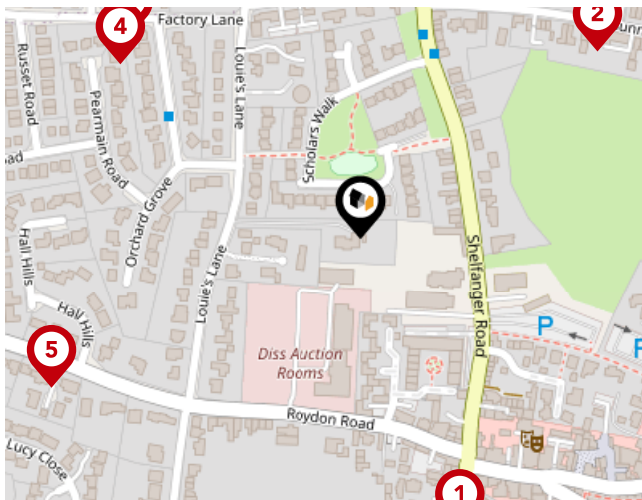 4
Factory Lane
2
Russet Road
Louie's Lane
Pearmain Road
Scholars Walk
Orchard Grove
Hall Hills
Louie's Lane
Shelfanger Road
Hall Hills
P
5
Diss Auction
Rooms
Roydon Road
Lucy Close
1